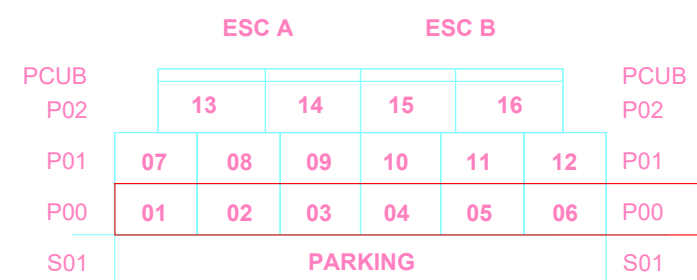 ESC A ESC B
PCUB PCUB
P02 13 14 15 16 P02
P01 07 08 09 10 11 12 P01
P00 01 02 03 04 05 06 P00
S01 PARKING S01